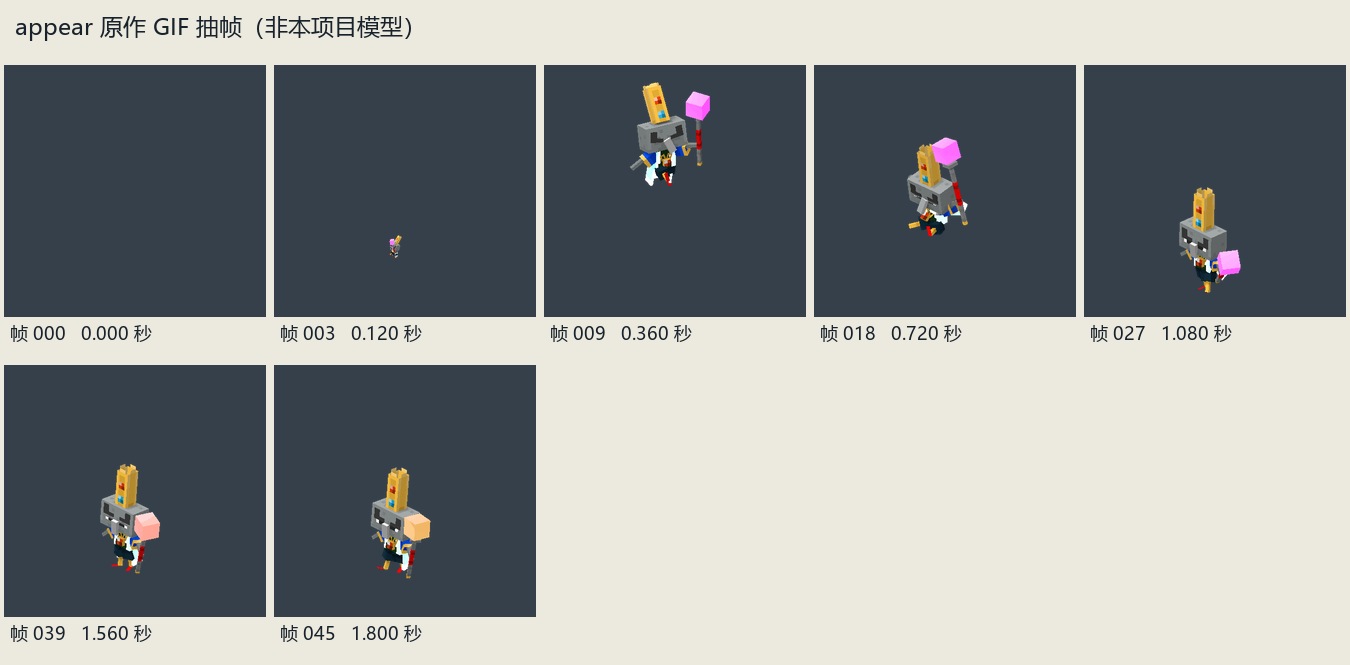 appear 原作 GIF 抽帧（非本项目模型）
帧 000 0.000 秒
帧 003 0.120 秒
帧 009 0.360 秒
帧 018 0.720 秒
帧 027 1.080 秒
帧 039 1.560 秒
帧 045 1.800 秒